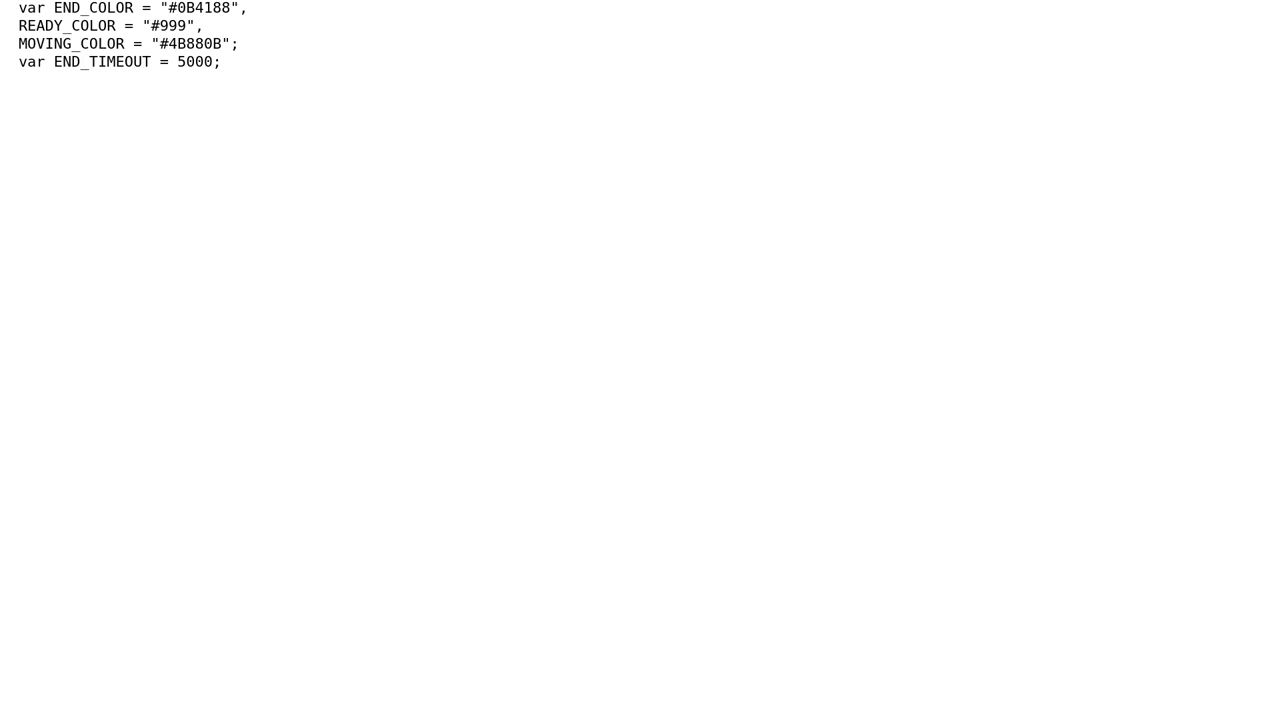 var END_COLOR = "#0B4188",
READY_COLOR = "#999",
MOVING_COLOR = "#4B880B";
var END_TIMEOUT = 5000;